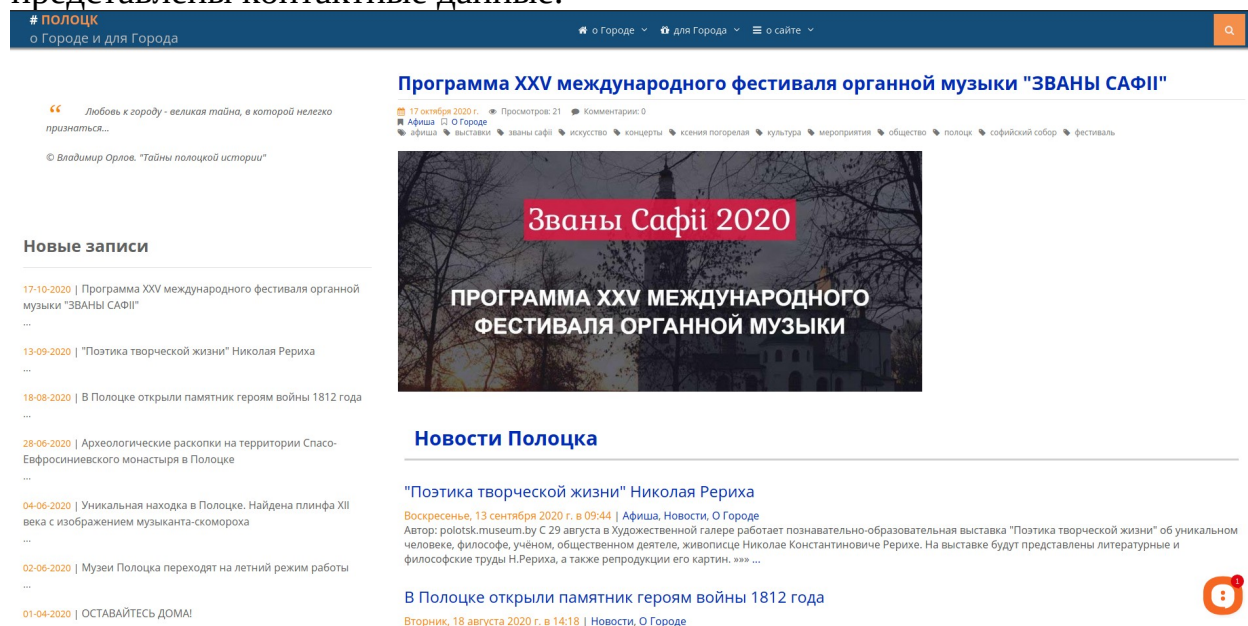 представлены контактные данные.
# ПОЛОЦК
о Городе и для Города
о Городе
для Города
о сайте
Любовь к городу - великая тайна, в которой нелегко
признаться...
© Владимир Орлов. "Тайны полоцкой истории"
Новые записи
17-10-2020 | Программа XXV международного фестиваля органной
музыки "ЗВАНЫ САФII"
...
13-09-2020 | "Поэтика творческой жизни" Николая Рериха
...
18-08-2020 | В Полоцке открыли памятник героям войны 1812 года
...
28-06-2020 | Археологические раскопки на территории Спасо-
Евфросиниевского монастыря в Полоцке
...
04-06-2020 | Уникальная находка в Полоцке. Найдена плинфа XII
века с изображением музыканта-скомороха
...
02-06-2020 | Музеи Полоцка переходят на летний режим работы
...
01-04-2020 | ОСТАВАЙТЕСЬ ДОМА!
Программа XXV международного фестиваля органной музыки "ЗВАНЫ САФII"
17 октября 2020 г. Просмотров: 21 Комментарии: 0
Афиша О Городе
афиша выставки званы сафіі искусство концерты ксения погорелая культура мероприятия общество полоцк софийский собор фестиваль
Званы Сафіі 2020
ПРОГРАММА XXV МЕЖДУНАРОДНОГО
ФЕСТИВАЛЯ ОРГАННОЙ МУЗЫКИ
Новости Полоцка
"Поэтика творческой жизни" Николая Рериха
Воскресенье, 13 сентября 2020 г. в 09:44 | Афиша, Новости, О Городе
Автор: polotsk.museum.by С 29 августа в Художественной галере работает познавательно-образовательная выставка "Поэтика творческой жизни" об уникальном
человеке, философе, учёном, общественном деятеле, живописце Николае Константиновиче Рерихе. На выставке будут представлены литературные и
философские труды Н.Рериха, а также репродукции его картин. »»» ...
В Полоцке открыли памятник героям войны 1812 года
Вторник, 18 августа 2020 г. в 14:18 | Новости, О Городе
1